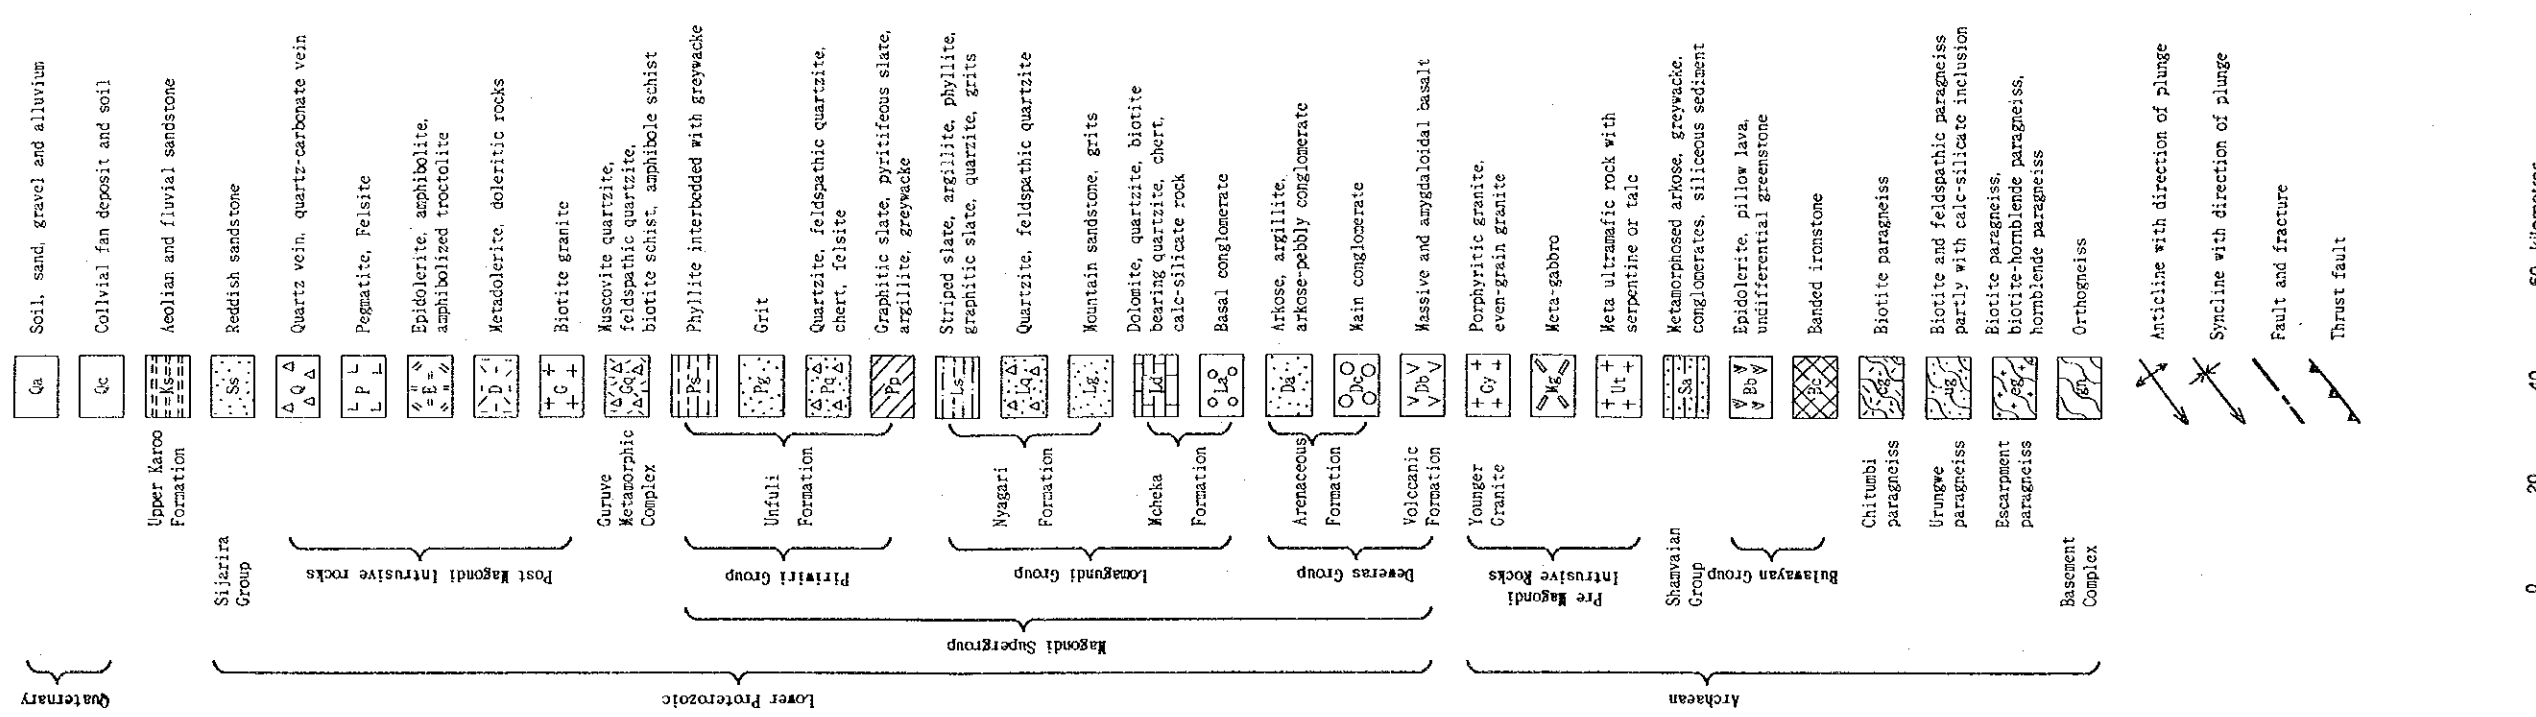 Quaternary
Qa Soil, sand, gravel and alluvium
Qc Collvial fan deposit and soil
Upper Karoo
Formation
Ks Aeolian and fluvial sandstone
Lower Proterozoic
Sijarira
Group
Ss Reddish sandstone
Post Magondi Intrusive rocks
Q Quartz vein, quartz-carbonate vein
P Pegmatite, Felsite
E Epidolerite, amphibolite,
amphibolized troctolite
D Metadolerite, doleritic rocks
G Biotite granite
Guruve
Metamorphic
Complex
Gq Muscovite quartzite,
feldspathic quartzite,
biotite schist, amphibole schist
Magondi Supergroup
Piriwiri Group
Unfuli
Formation
Ps Phyllite interbedded with greywacke
Pg Grit
Pq Quartzite, feldspathic quartzite,
chert, felsite
Pp Graphitic slate, pyritifeous slate,
argillite, greywacke
Lomagundi Group
Nyagari
Formation
Ls Striped slate, argillite, phyllite,
graphitic slate, quarzite, grits
Lq Quartzite, feldspathic quartzite
Lg Mountain sandstone, grits
Mcheka
Formation
Ld Dolomite, quartzite, biotite
bearing quartzite, chert,
calc-silicate rock
La Basal conglomerate
Deweras Group
Arenaceous
Formation
Da Arkose, argillite,
arkose-pebbly conglomerate
Dc Main conglomerate
Volccanic
Formation
Db Massive and amygdaloidal basalt
Archaean
Pre Magondi
Intrusive Rocks
Younger
Granite
Gy Porphyritic granite,
even-grain granite
Mg Meta-gabbro
Ut Meta ultramafic rock with
serpentine or talc
Shamvaian
Group
Sa Metamorphosed arkose, greywacke,
conglomerates, siliceous sediment
Bulawayan Group
Bb Epidolerite, pillow lava,
undifferential greenstone
Banded ironstone
Chitumbi
paragneiss
cg Biotite paragneiss
Urungwe
paragneiss
ug Biotite and feldspathic paragneiss
partly with calc-silicate inclusion
Escarpment
paragneiss
eg Biotite paragneiss,
biotite-hornblende paragneiss,
hornblende paragneiss
Basement
Complex
gn Orthogneiss
Anticline with direction of plunge
Syncline with direction of plunge
Fault and fracture
Thrust fault
0 20 40 60 kilometres